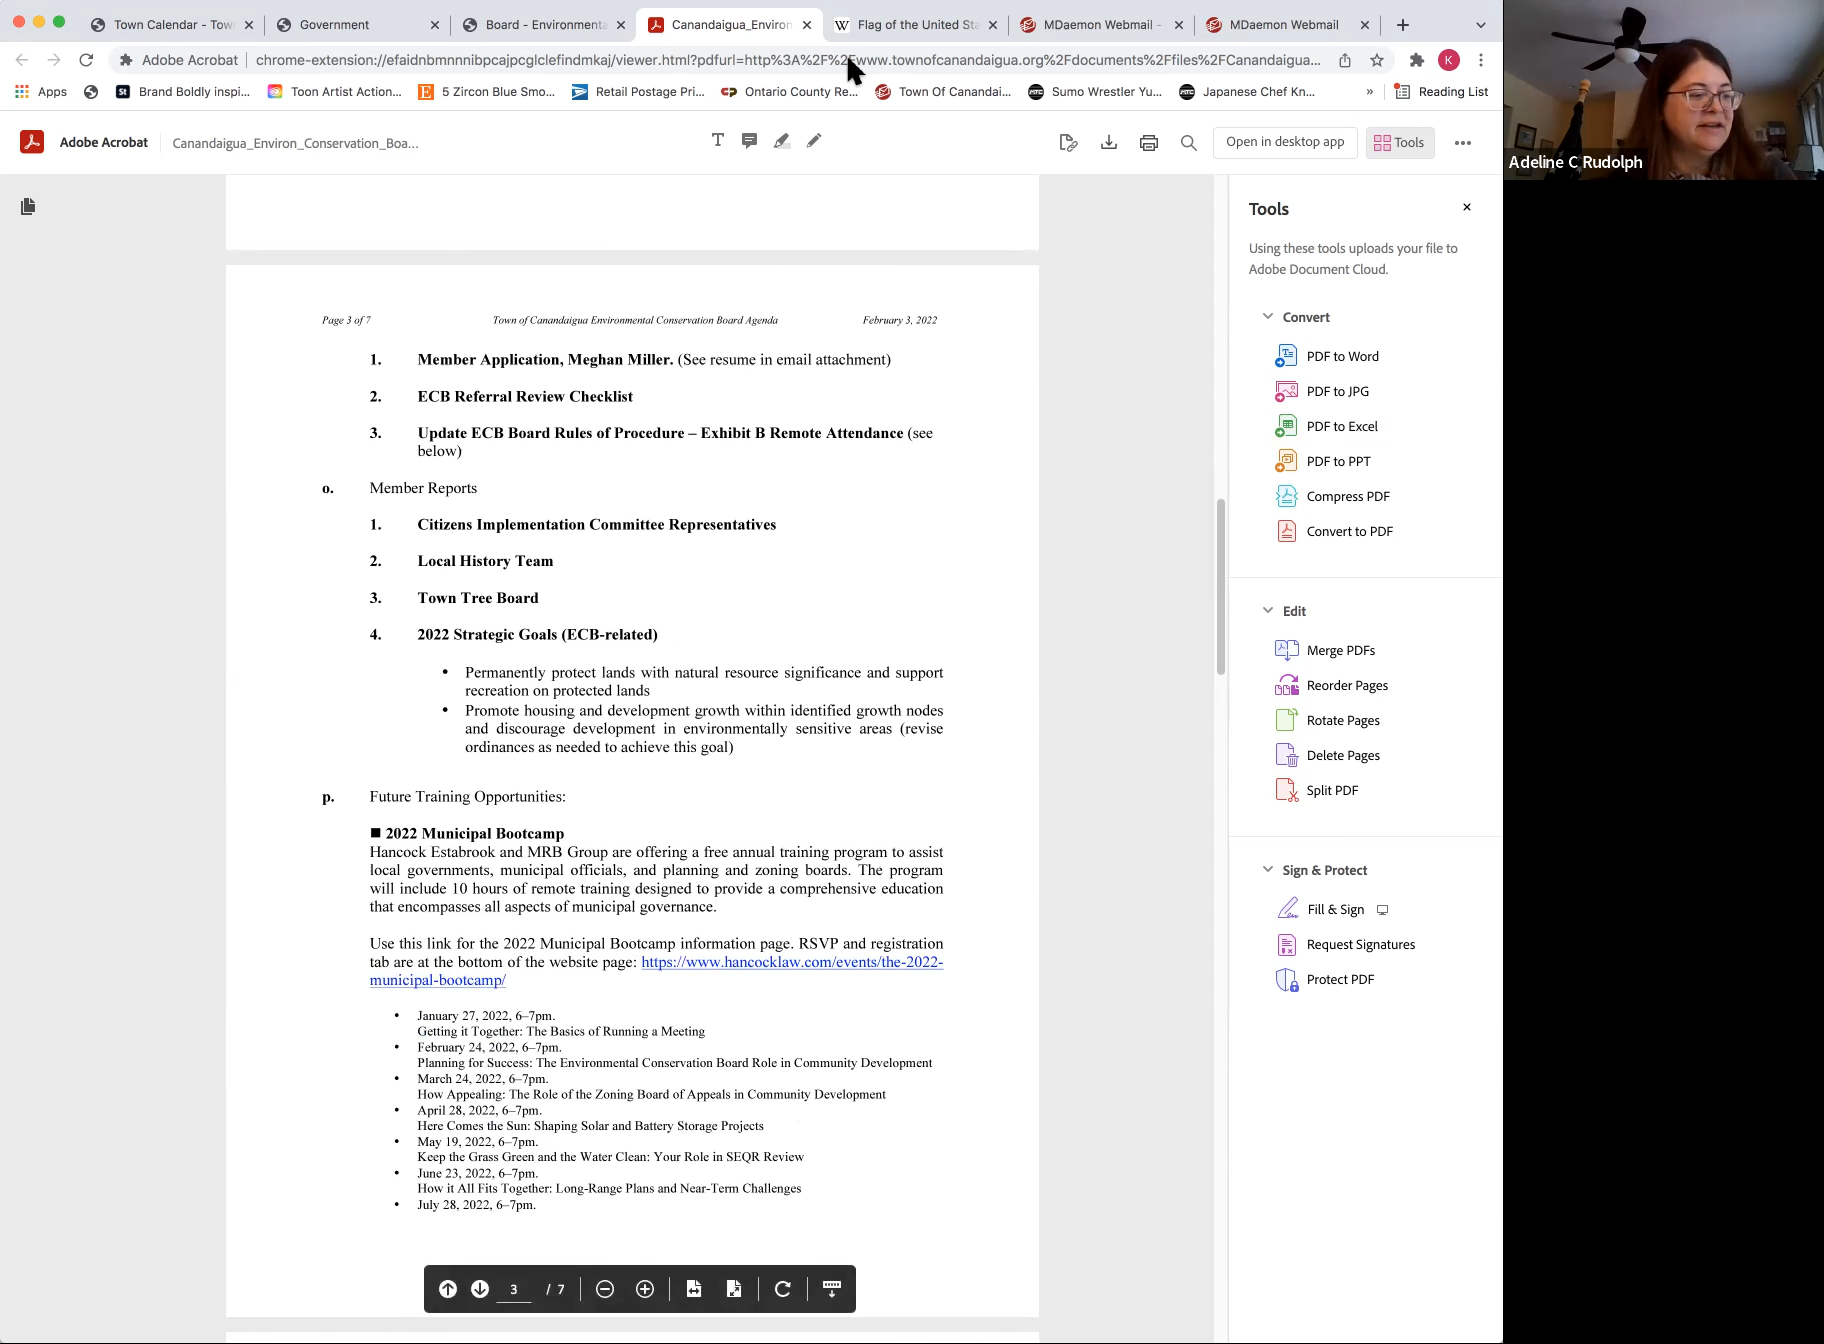 Town Calendar - Tow
Government
Board - Environmenta
Canandaigua_Environ
Flag of the United Sta
MDaemon Webmail -
MDaemon Webmail
Adobe Acrobat
chrome-extension://efaidnbmnnnibpcajpcglclefindmkaj/viewer.html?pdfurl=http%3A%2F%2Fwww.townofcanandaigua.org%2Fdocuments%2Ffiles%2FCanandaigua...
K
Apps
Brand Boldly inspi...
Toon Artist Action...
5 Zircon Blue Smo...
Retail Postage Pri...
Ontario County Re...
Town Of Canandai...
Sumo Wrestler Yu...
Japanese Chef Kn...
»
Reading List
Adobe Acrobat
Canandaigua_Environ_Conservation_Boa...
Open in desktop app
Tools
Adeline C Rudolph
Page 3 of 7 Town of Canandaigua Environmental Conservation Board Agenda February 3, 2022
1. Member Application, Meghan Miller. (See resume in email attachment)
2. ECB Referral Review Checklist
3. Update ECB Board Rules of Procedure – Exhibit B Remote Attendance (see
below)
o. Member Reports
1. Citizens Implementation Committee Representatives
2. Local History Team
3. Town Tree Board
4. 2022 Strategic Goals (ECB-related)
• Permanently protect lands with natural resource significance and support
recreation on protected lands
• Promote housing and development growth within identified growth nodes
and discourage development in environmentally sensitive areas (revise
ordinances as needed to achieve this goal)
p. Future Training Opportunities:
■ 2022 Municipal Bootcamp
Hancock Estabrook and MRB Group are offering a free annual training program to assist
local governments, municipal officials, and planning and zoning boards. The program
will include 10 hours of remote training designed to provide a comprehensive education
that encompasses all aspects of municipal governance.
Use this link for the 2022 Municipal Bootcamp information page. RSVP and registration
tab are at the bottom of the website page: https://www.hancocklaw.com/events/the-2022-
municipal-bootcamp/
• January 27, 2022, 6–7pm.
Getting it Together: The Basics of Running a Meeting
• February 24, 2022, 6–7pm.
Planning for Success: The Environmental Conservation Board Role in Community Development
• March 24, 2022, 6–7pm.
How Appealing: The Role of the Zoning Board of Appeals in Community Development
• April 28, 2022, 6–7pm.
Here Comes the Sun: Shaping Solar and Battery Storage Projects
• May 19, 2022, 6–7pm.
Keep the Grass Green and the Water Clean: Your Role in SEQR Review
• June 23, 2022, 6–7pm.
How it All Fits Together: Long-Range Plans and Near-Term Challenges
• July 28, 2022, 6–7pm.
3 / 7
Tools
Using these tools uploads your file to
Adobe Document Cloud.
Convert
PDF to Word
PDF to JPG
PDF to Excel
PDF to PPT
Compress PDF
Convert to PDF
Edit
Merge PDFs
Reorder Pages
Rotate Pages
Delete Pages
Split PDF
Sign & Protect
Fill & Sign
Request Signatures
Protect PDF